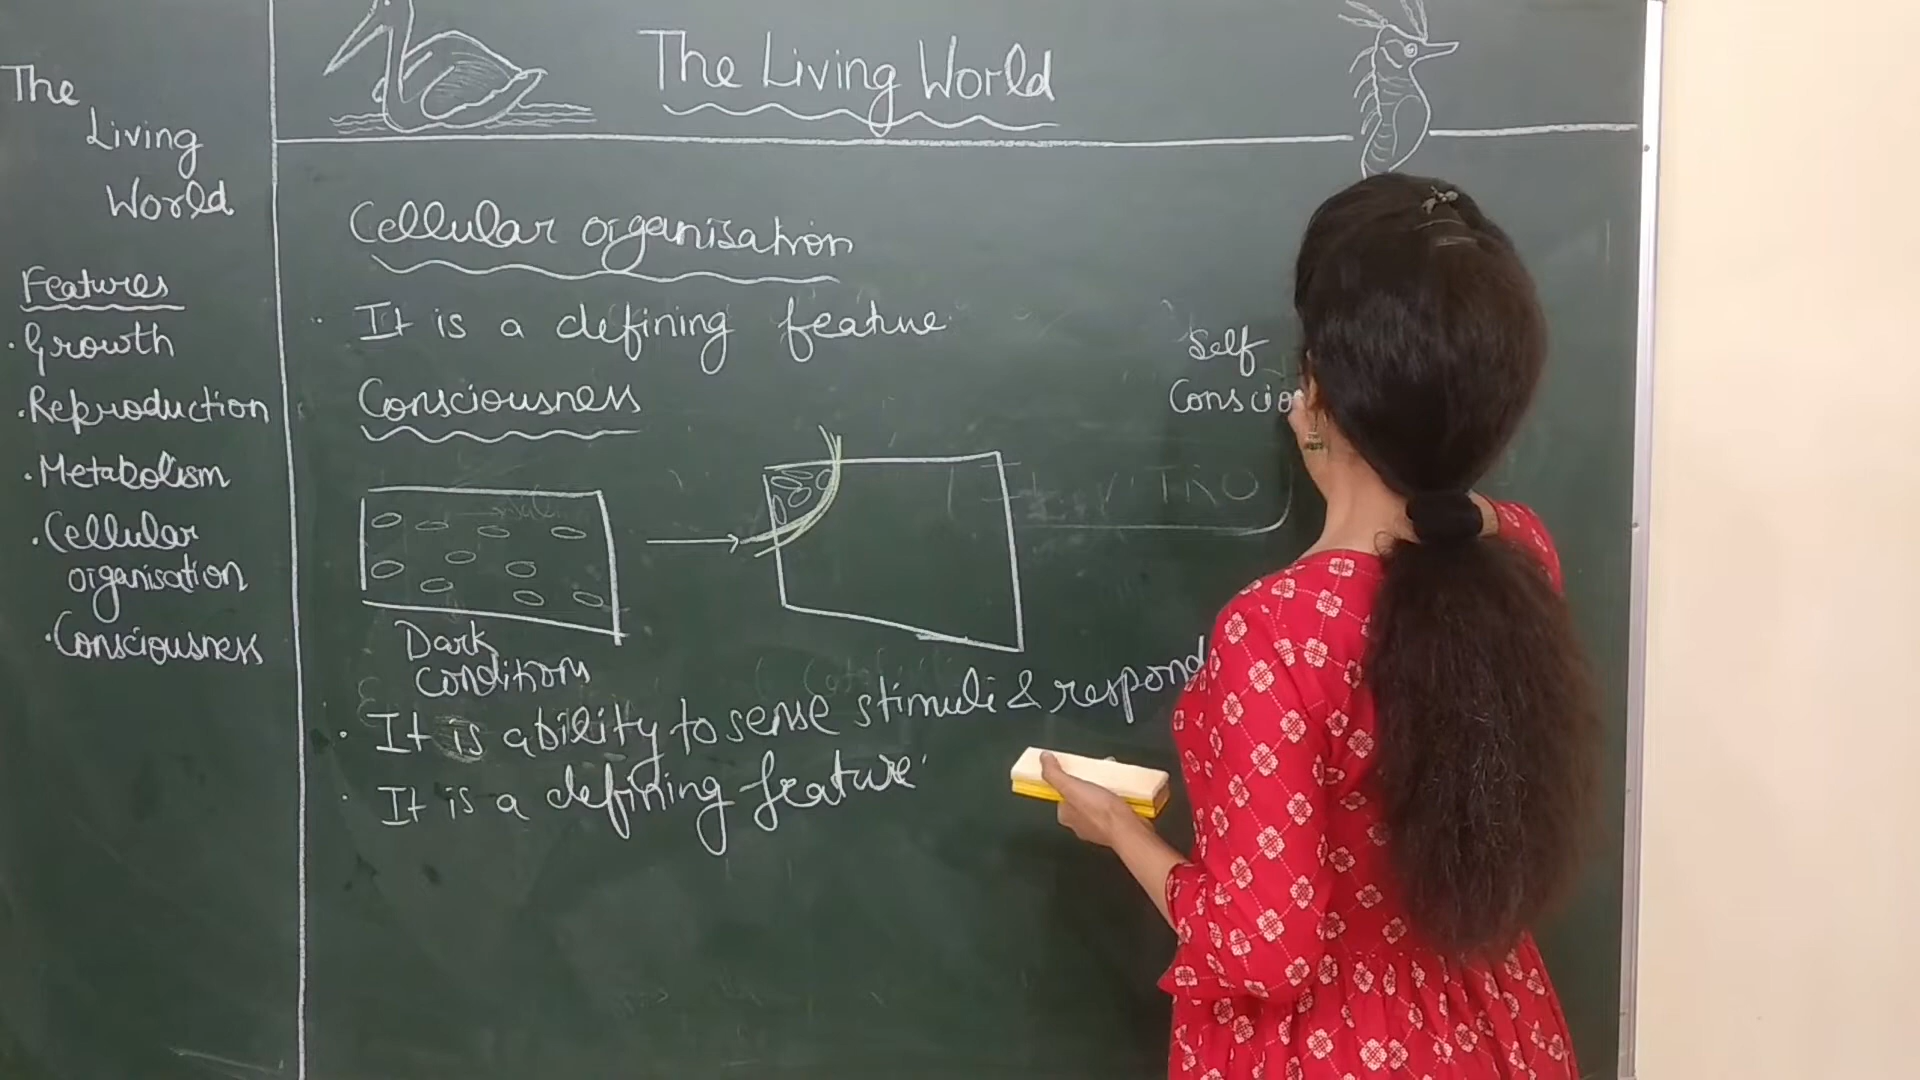 The
Living
World
Features
· Growth
· Reproduction
· Metabolism
· Cellular
organisation
· Consciousness
The Living World
Cellular organisation
· It is a defining feature
Consciousness
Dark
conditions
· It is ability to sense stimuli & respond
· It is a defining feature
Self
Conscio